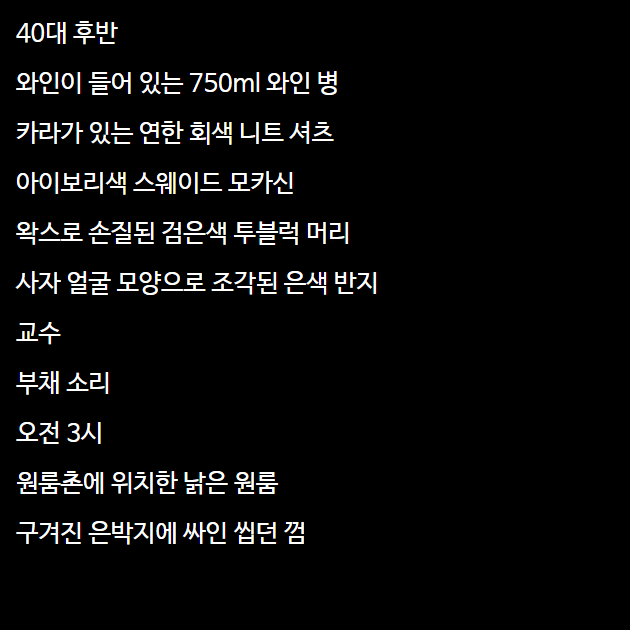 40대 후반
와인이 들어 있는 750ml 와인 병
카라가 있는 연한 회색 니트 셔츠
아이보리색 스웨이드 모카신
왁스로 손질된 검은색 투블럭 머리
사자 얼굴 모양으로 조각된 은색 반지
교수
부채 소리
오전 3시
원룸촌에 위치한 낡은 원룸
구겨진 은박지에 싸인 씹던 껌